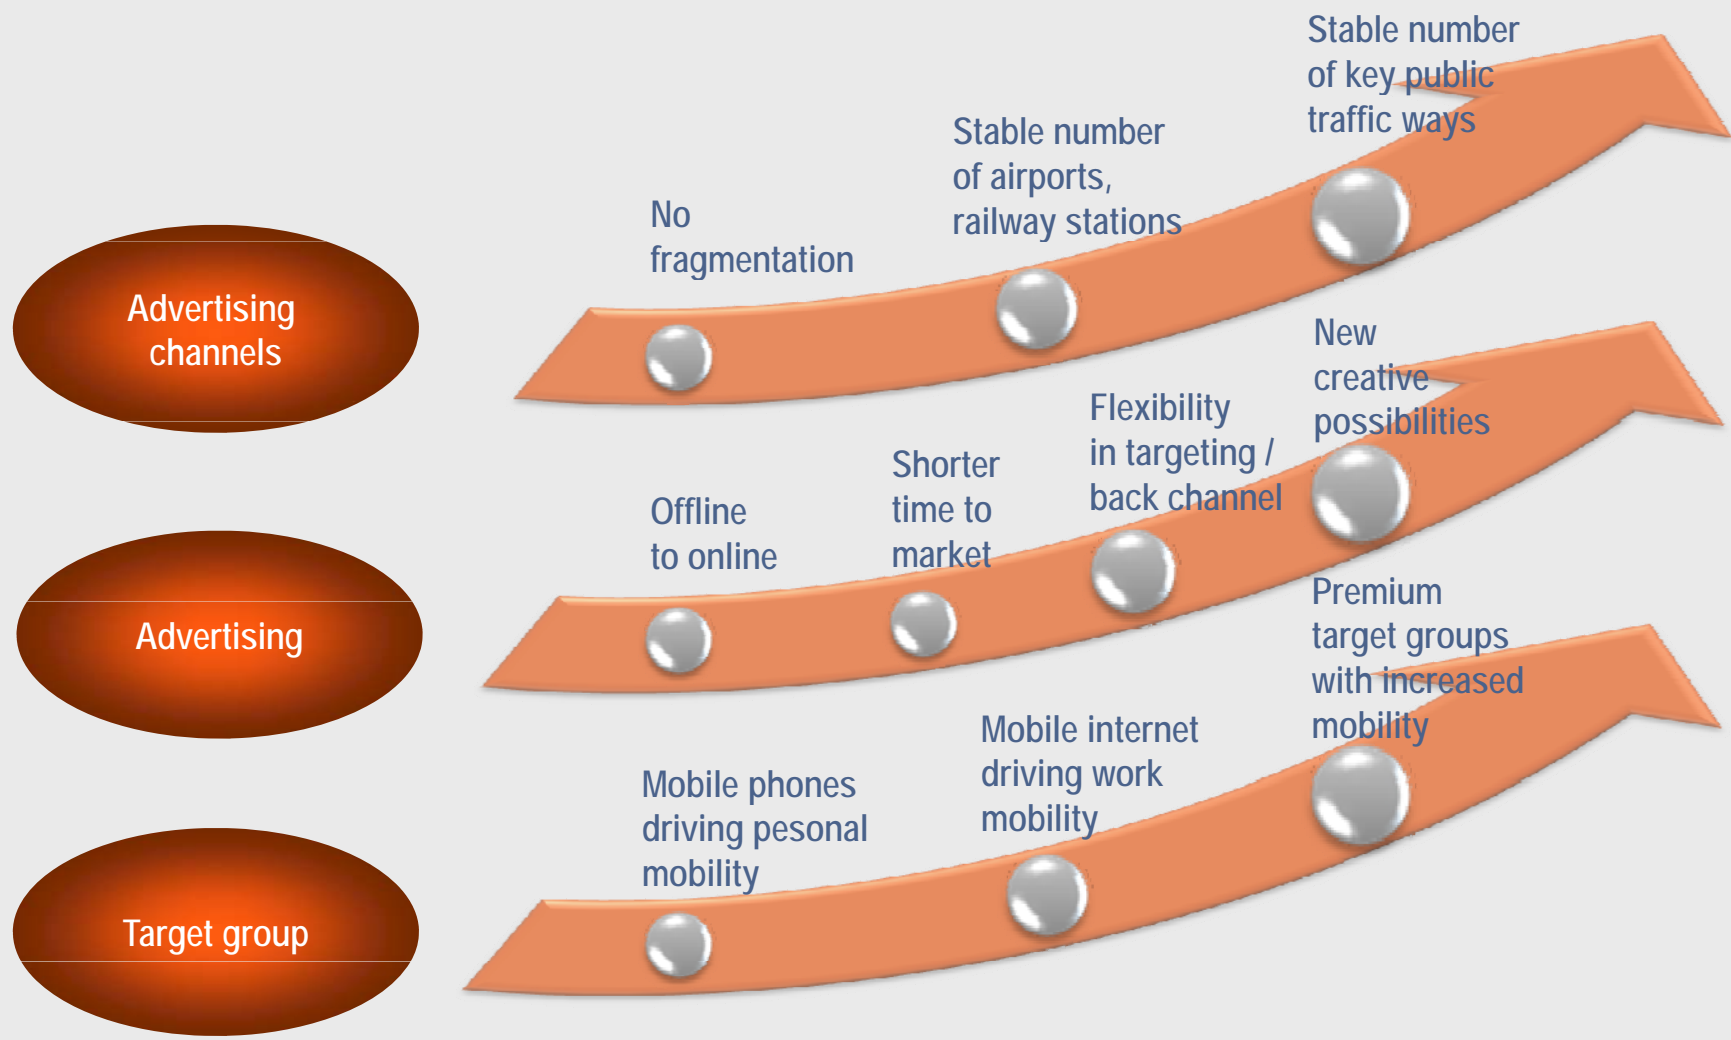 Advertising
channels
No
fragmentation
Stable number
of airports,
railway stations
Stable number
of key public
traffic ways
Advertising
Offline
to online
Shorter
time to
market
Flexibility
in targeting /
back channel
New
creative
possibilities
Target group
Mobile phones
driving pesonal
mobility
Mobile internet
driving work
mobility
Premium
target groups
with increased
mobility